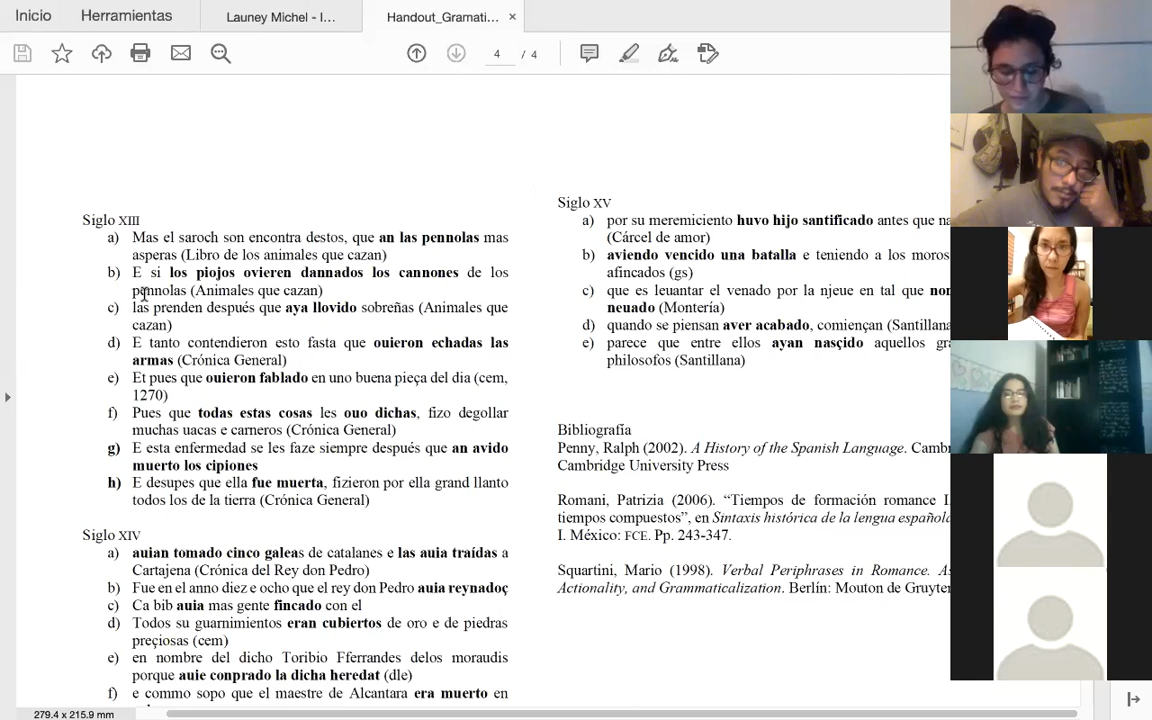 Inicio
Herramientas
Launey Michel - I...
Handout_Gramati...
4 / 4
Siglo XIII
a) Mas el saroch son encontra destos, que an las pennolas mas
asperas (Libro de los animales que cazan)
b) E si los piojos ovieren dannados los cannones de los
pennolas (Animales que cazan)
c) las prenden después que aya llovido sobreñas (Animales que
cazan)
d) E tanto contendieron esto fasta que ouieron echadas las
armas (Crónica General)
e) Et pues que ouieron fablado en uno buena pieça del dia (cem,
1270)
f) Pues que todas estas cosas les ouo dichas, fizo degollar
muchas uacas e carneros (Crónica General)
g) E esta enfermedad se les faze siempre después que an avido
muerto los cipiones
h) E desupes que ella fue muerta, fizieron por ella grand llanto
todos los de la tierra (Crónica General)
Siglo XIV
a) auian tomado cinco galeas de catalanes e las auia traídas a
Cartajena (Crónica del Rey don Pedro)
b) Fue en el anno diez e ocho que el rey don Pedro auia reynadoç
c) Ca bib auia mas gente fincado con el
d) Todos su guarnimientos eran cubiertos de oro e de piedras
preçiosas (cem)
e) en nombre del dicho Toribio Fferrandes delos moraudis
porque auie conprado la dicha heredat (dle)
f) e commo sopo que el maestre de Alcantara era muerto en
Siglo XV
a) por su meremiciento huvo hijo santificado antes que na
(Cárcel de amor)
b) aviendo vencido una batalla e teniendo a los moros
afincados (gs)
c) que es leuantar el venado por la njeue en tal que non
neuado (Montería)
d) quando se piensan aver acabado, comiençan (Santillana
e) parece que entre ellos ayan nasçido aquellos gra
philosofos (Santillana)
Bibliografía
Penny, Ralph (2002). A History of the Spanish Language. Camb
Cambridge University Press
Romani, Patrizia (2006). “Tiempos de formación romance I.
tiempos compuestos”, en Sintaxis histórica de la lengua española
I. México: FCE. Pp. 243-347.
Squartini, Mario (1998). Verbal Periphrases in Romance. As
Actionality, and Grammaticalization. Berlín: Mouton de Gruyter
279.4 x 215.9 mm